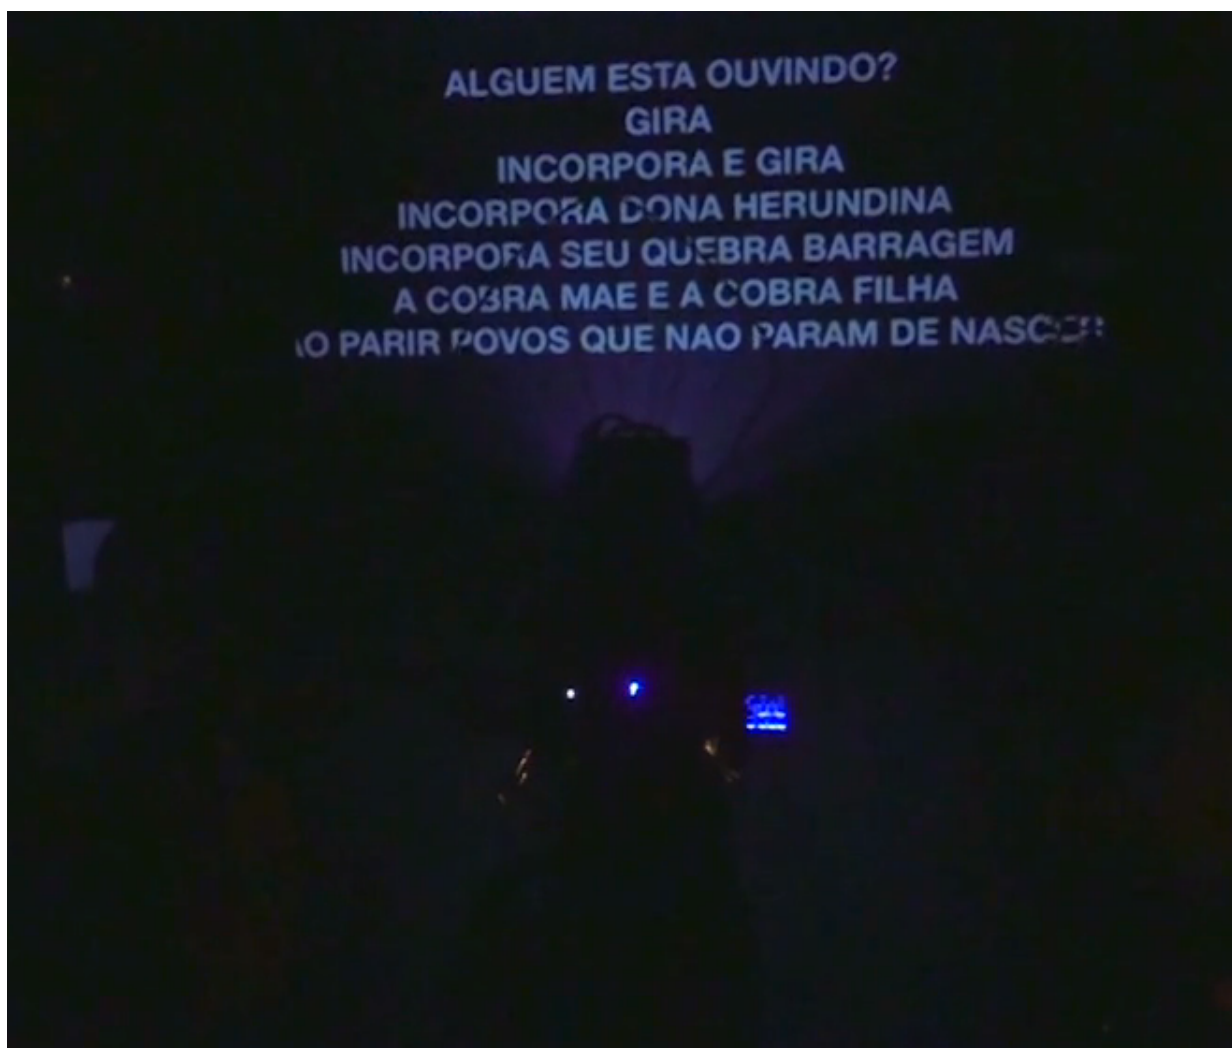 ALGUEM ESTA OUVINDO?
GIRA
INCORPORA E GIRA
INCORPORA DONA HERUNDINA
INCORPORA SEU QUEBRA BARRAGEM
A COBRA MAE E A COBRA FILHA
PARIR POVOS QUE NAO PARAM DE NASCER